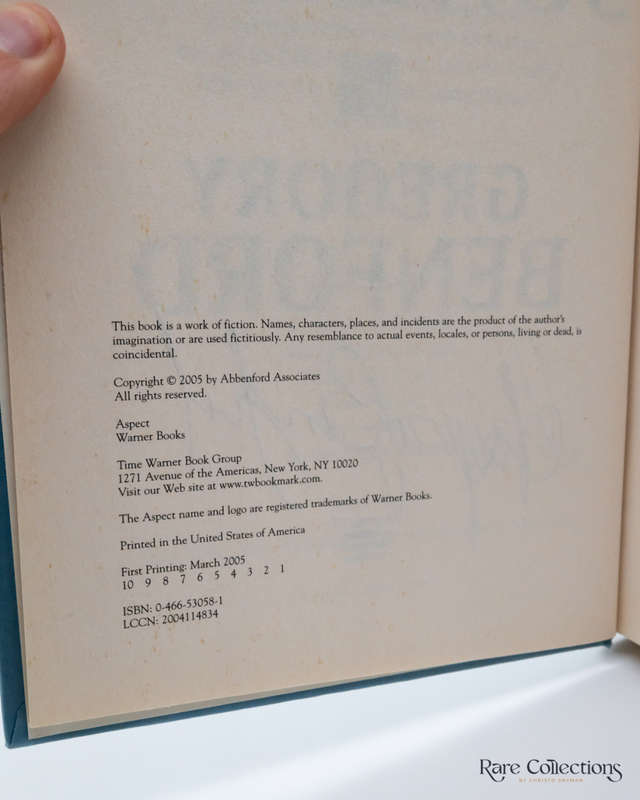 GREGORY
BENFORD
This book is a work of fiction. Names, characters, places, and incidents are the product of the author's
imagination or are used fictitiously. Any resemblance to actual events, locales, or persons, living or dead, is
coincidental.
Copyright © 2005 by Abbenford Associates
All rights reserved.
Aspect
Warner Books
Time Warner Book Group
1271 Avenue of the Americas, New York, NY 10020
Visit our Web site at www.twbookmark.com.
The Aspect name and logo are registered trademarks of Warner Books.
Printed in the United States of America
First Printing: March 2005
10 9 8 7 6 5 4 3 2 1
ISBN: 0-466-53058-1
LCCN: 2004114834
Rare Collections